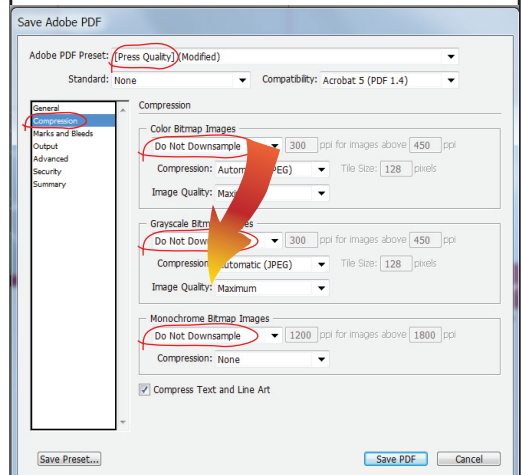 Save Adobe PDF
Adobe PDF Preset: [Press Quality] (Modified)
Standard: None Compatibility: Acrobat 5 (PDF 1.4)
General
Compression
Marks and Bleeds
Output
Advanced
Security
Summary
Compression
Color Bitmap Images
Do Not Downsample 300 ppi for images above 450 ppi
Compression: Tile Size: 128 pixels
Image Quality:
Grayscale
Do Not 300 ppi for images above 450 ppi
Compression: Automatic (JPEG) Tile Size: 128 pixels
Image Quality: Maximum
Monochrome Bitmap Images
Do Not Downsample 1200 ppi for images above 1800 ppi
Compression: None
Compress Text and Line Art
Save Preset... Save PDF Cancel